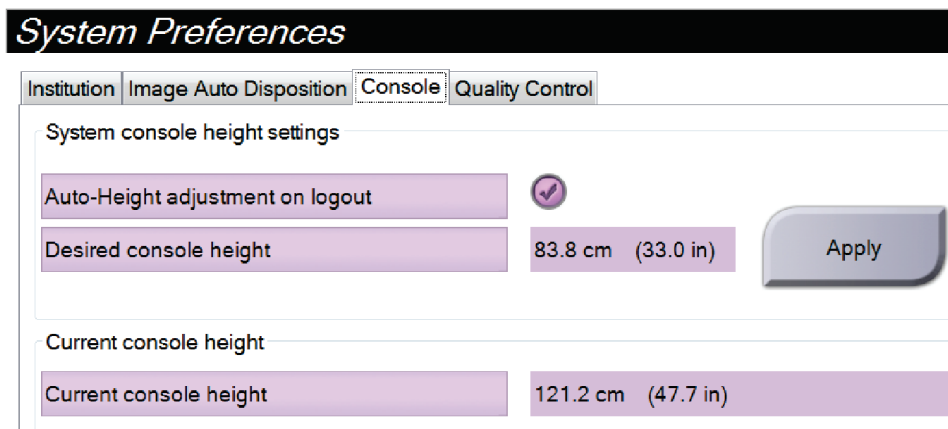 System Preferences
Institution Image Auto Disposition Console Quality Control
System console height settings
Auto-Height adjustment on logout
Desired console height 83.8 cm (33.0 in) Apply
Current console height
Current console height 121.2 cm (47.7 in)